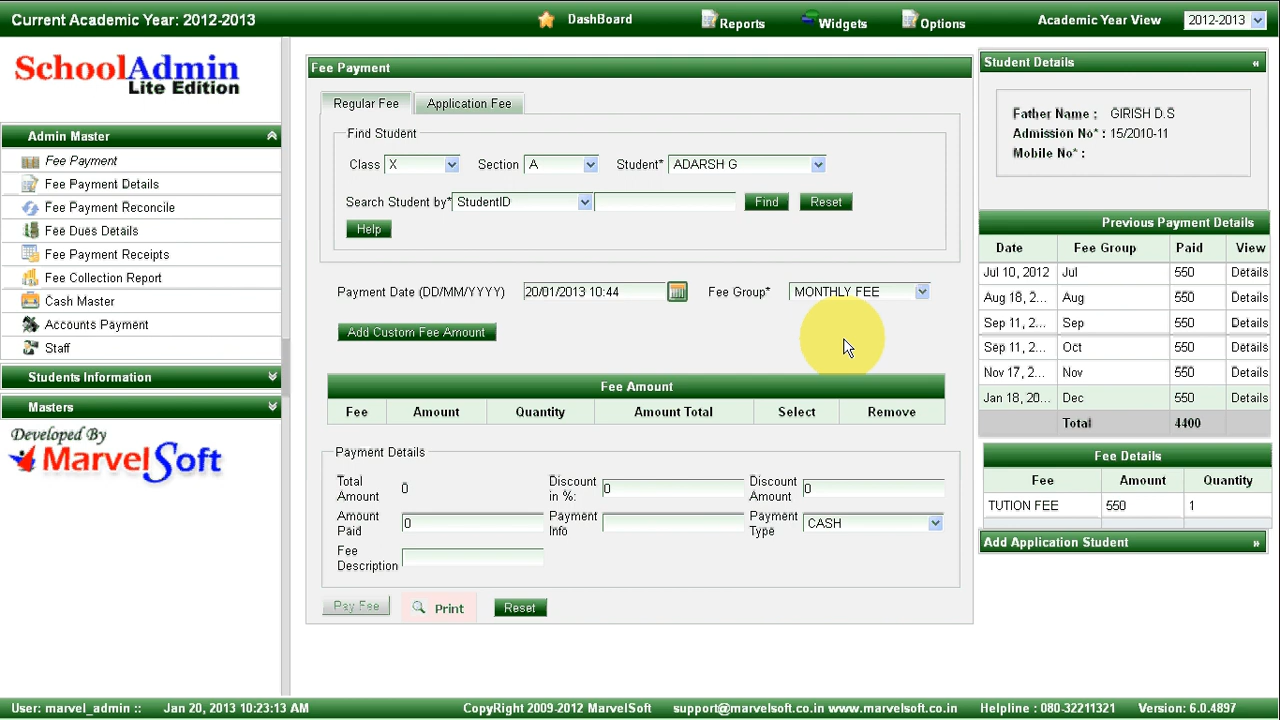 Current Academic Year: 2012-2013
DashBoard
Reports
Widgets
Options
Academic Year View
2012-2013
SchoolAdmin
Lite Edition
Admin Master
Fee Payment
Fee Payment Details
Fee Payment Reconcile
Fee Dues Details
Fee Payment Receipts
Fee Collection Report
Cash Master
Accounts Payment
Staff
Students Information
Masters
Developed By
MarvelSoft
Fee Payment
Regular Fee Application Fee
Find Student
Class X Section A Student* ADARSH G
Search Student by* StudentID Find Reset
Help
Payment Date (DD/MM/YYYY) 20/01/2013 10:44 Fee Group* MONTHLY FEE
Add Custom Fee Amount
Fee Amount
Fee Amount Quantity Amount Total Select Remove
Payment Details
Total Amount 0 Discount in %: 0 Discount Amount 0
Amount Paid 0 Payment Info Payment Type CASH
Fee Description
Pay Fee Print Reset
Student Details «
Father Name : GIRISH D.S
Admission No* : 15/2010-11
Mobile No* :
Previous Payment Details
Date Fee Group Paid View
Jul 10, 2012 Jul 550 Details
Aug 18, 2... Aug 550 Details
Sep 11, 2... Sep 550 Details
Sep 11, 2... Oct 550 Details
Nov 17, 2... Nov 550 Details
Jan 18, 20... Dec 550 Details
Total 4400
Fee Details
Fee Amount Quantity
TUTION FEE 550 1
Add Application Student »
User: marvel_admin :: Jan 20, 2013 10:23:13 AM CopyRight 2009-2012 MarvelSoft support@marvelsoft.co.in www.marvelsoft.co.in Helpline : 080-32211321 Version: 6.0.4897